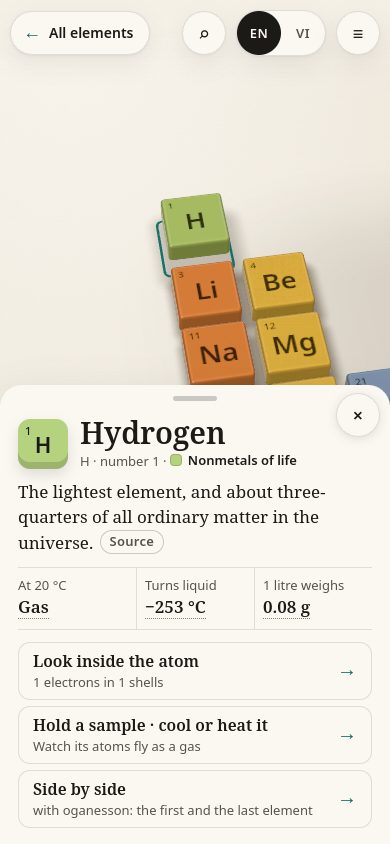 ← All elements
⌕
EN
VI
≡
1
H
3
Li
4
Be
11
Na
12
Mg
21
×
1
H
Hydrogen
H · number 1 · Nonmetals of life
The lightest element, and about three-
quarters of all ordinary matter in the
universe. Source
At 20 °C
Gas
Turns liquid
−253 °C
1 litre weighs
0.08 g
Look inside the atom
1 electrons in 1 shells
→
Hold a sample · cool or heat it
Watch its atoms fly as a gas
→
Side by side
with oganesson: the first and the last element
→